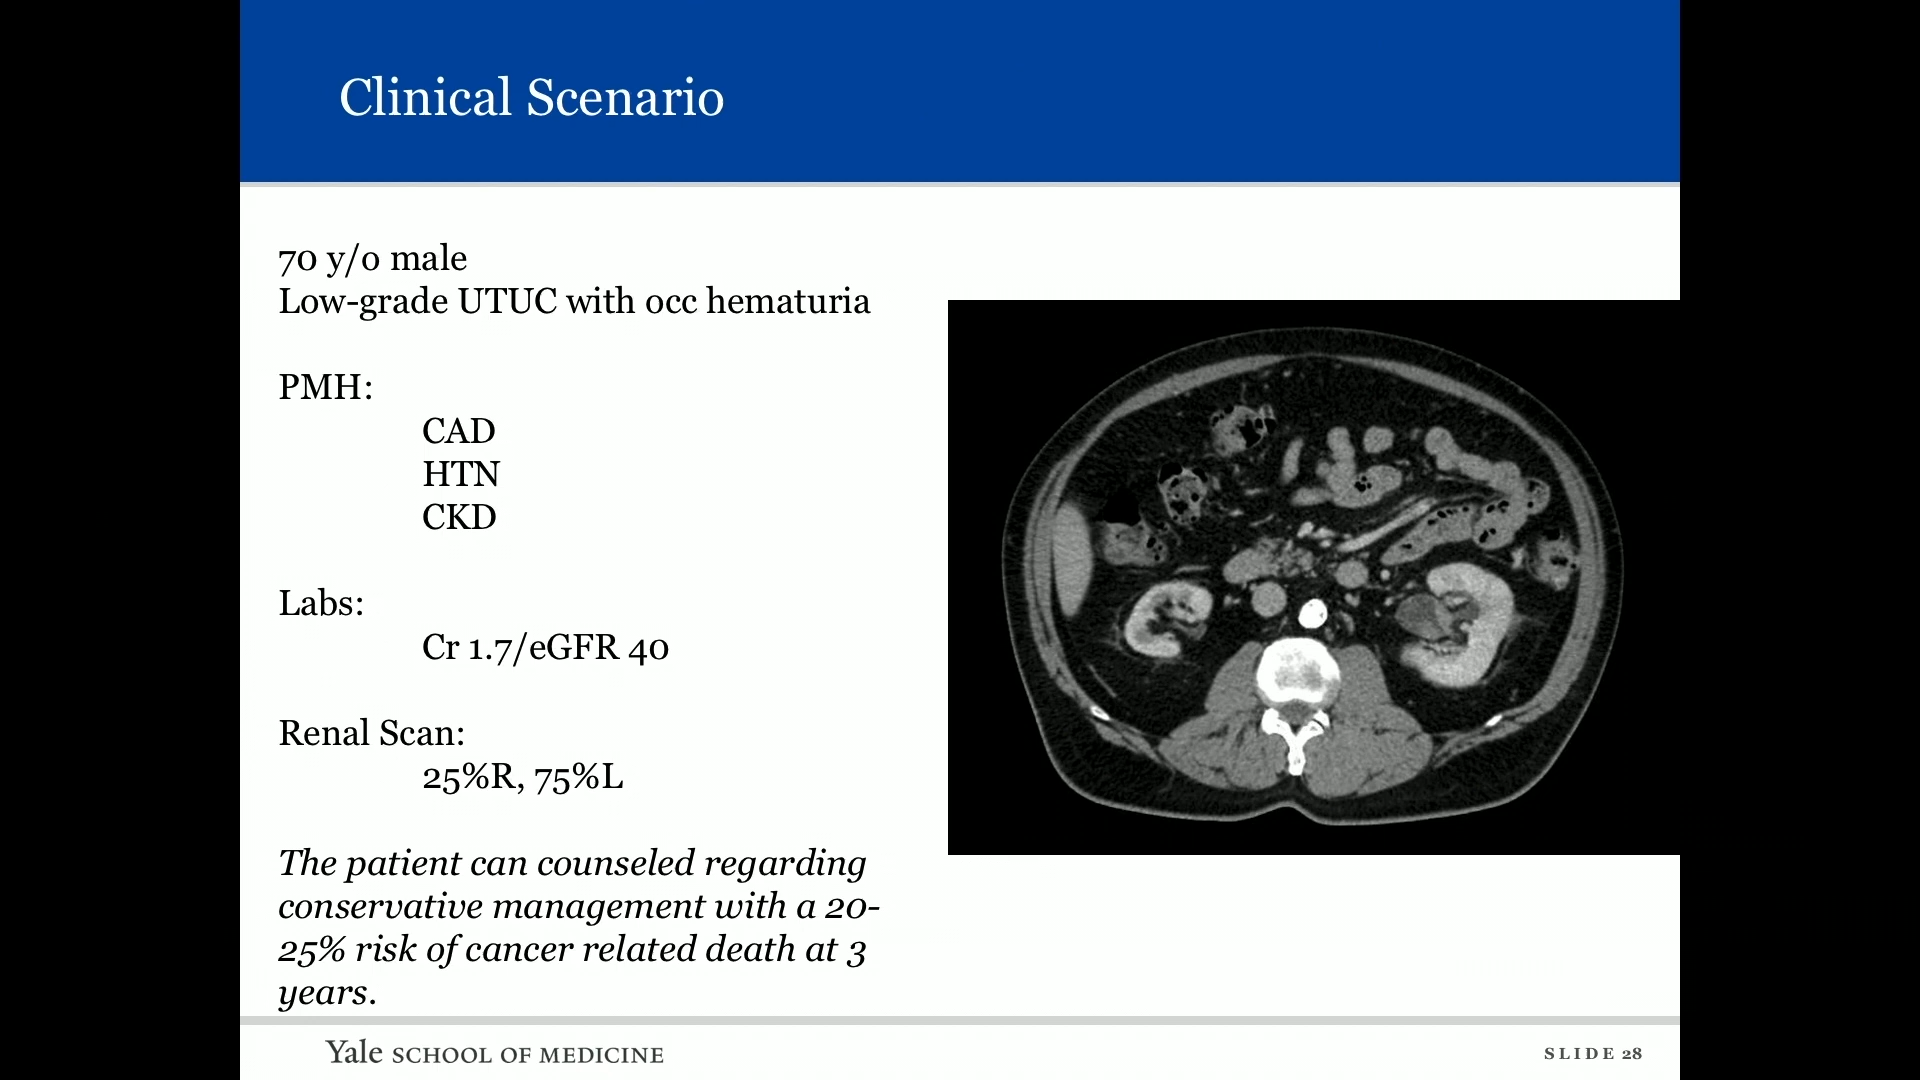 Clinical Scenario
70 y/o male
Low-grade UTUC with occ hematuria
PMH:
CAD
HTN
CKD
Labs:
Cr 1.7/eGFR 40
Renal Scan:
25%R, 75%L
The patient can counseled regarding
conservative management with a 20-
25% risk of cancer related death at 3
years.
Yale SCHOOL OF MEDICINE
SLIDE 28